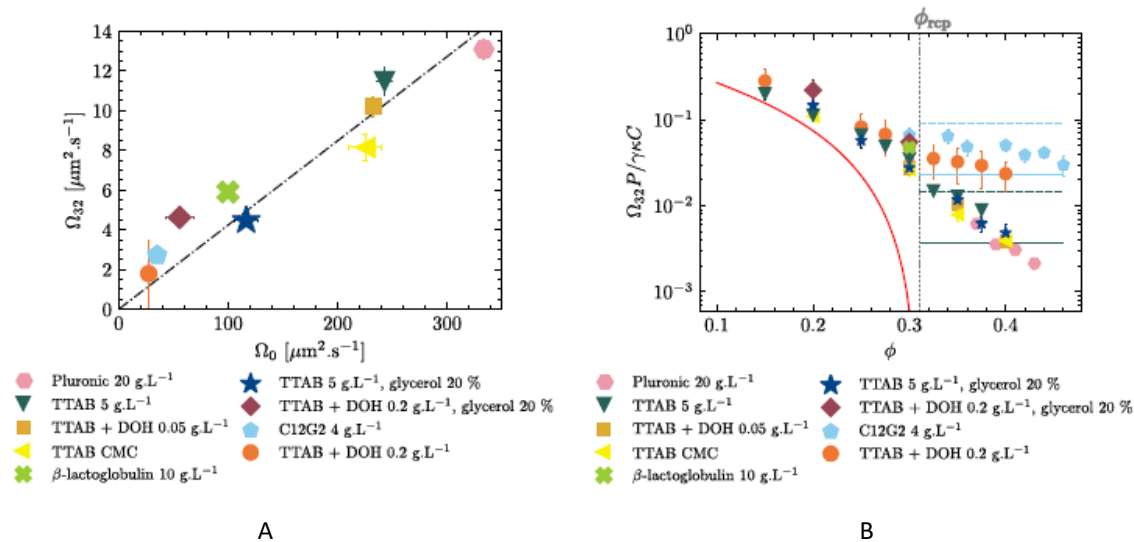 14
12
10
8
6
4
2
0
Ω₃₂ [μm².s⁻¹]
0 100 200 300
Ω₀ [μm².s⁻¹]
Pluronic 20 g.L⁻¹
TTAB 5 g.L⁻¹
TTAB + DOH 0.05 g.L⁻¹
TTAB CMC
β-lactoglobulin 10 g.L⁻¹
TTAB 5 g.L⁻¹, glycerol 20 %
TTAB + DOH 0.2 g.L⁻¹, glycerol 20 %
C12G2 4 g.L⁻¹
TTAB + DOH 0.2 g.L⁻¹
A
ϕrcp
10⁰
10⁻¹
10⁻²
10⁻³
Ω₃₂P/γκC
0.1 0.2 0.3 0.4
ϕ
Pluronic 20 g.L⁻¹
TTAB 5 g.L⁻¹
TTAB + DOH 0.05 g.L⁻¹
TTAB CMC
β-lactoglobulin 10 g.L⁻¹
TTAB 5 g.L⁻¹, glycerol 20 %
TTAB + DOH 0.2 g.L⁻¹, glycerol 20 %
C12G2 4 g.L⁻¹
TTAB + DOH 0.2 g.L⁻¹
B